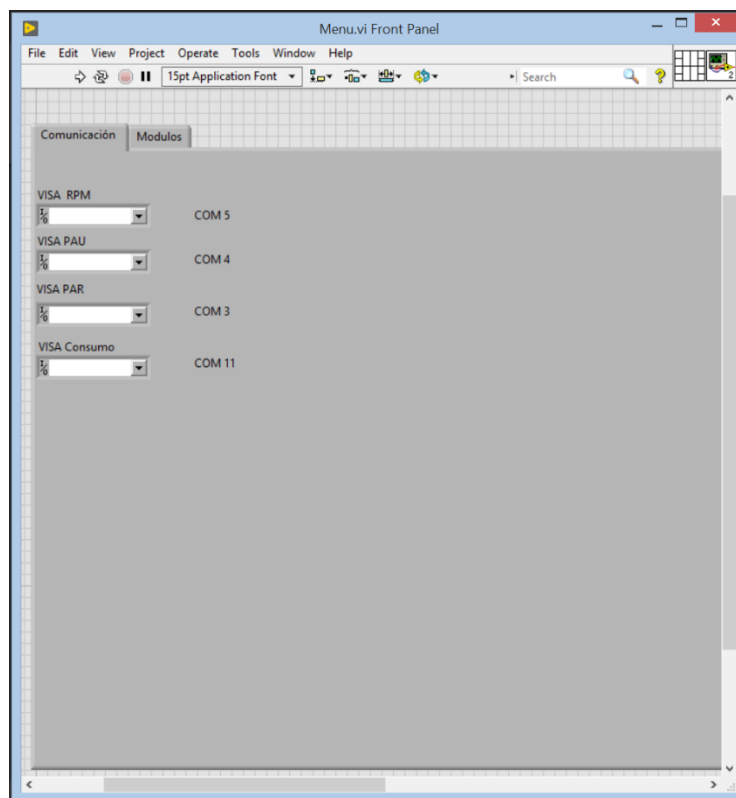 Menu.vi Front Panel
File Edit View Project Operate Tools Window Help
15pt Application Font Search
2
Comunicación Modulos
VISA RPM
COM 5
VISA PAU
COM 4
VISA PAR
COM 3
VISA Consumo
COM 11